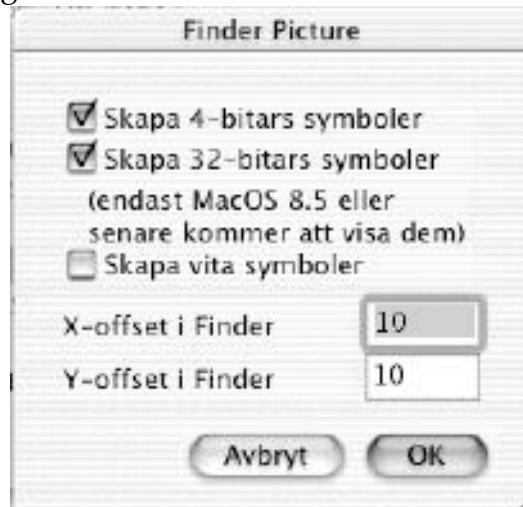 Finder Picture
Skapa 4-bitars symboler
Skapa 32-bitars symboler
(endast MacOS 8.5 eller
senare kommer att visa dem)
Skapa vita symboler
X-offset i Finder 10
Y-offset i Finder 10
Avbryt OK